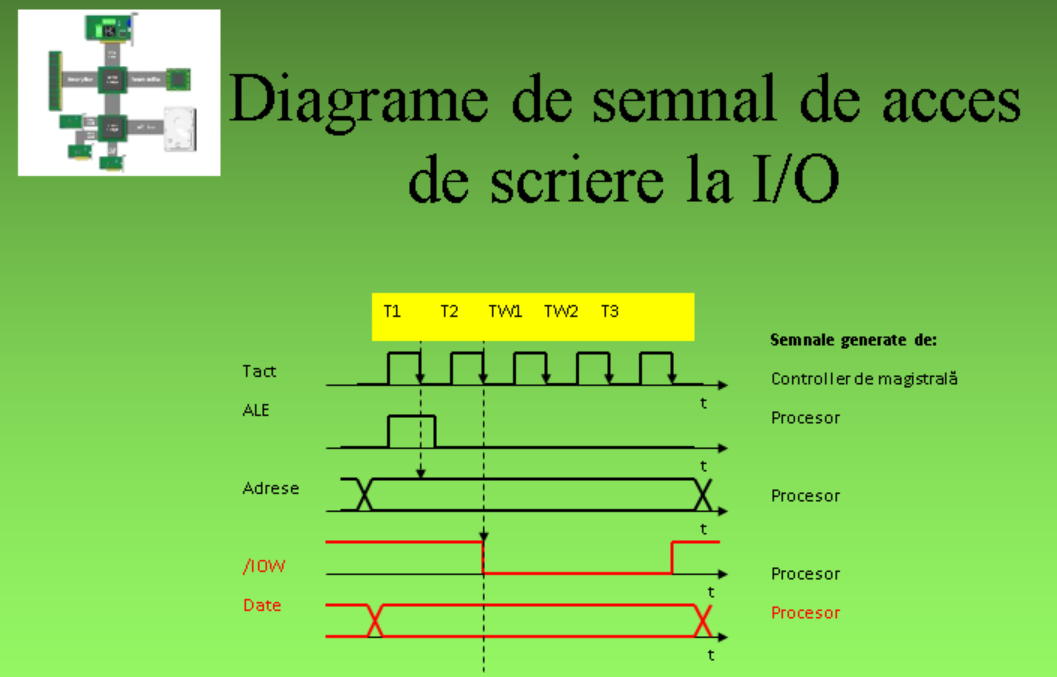 Diagrame de semnal de acces
de scriere la I/O
T1 T2 TW1 TW2 T3
Semnale generate de:
Tact
t
Controller de magistrală
ALE
t
Procesor
Adrese
t
Procesor
/IOW
t
Procesor
Date
t
Procesor